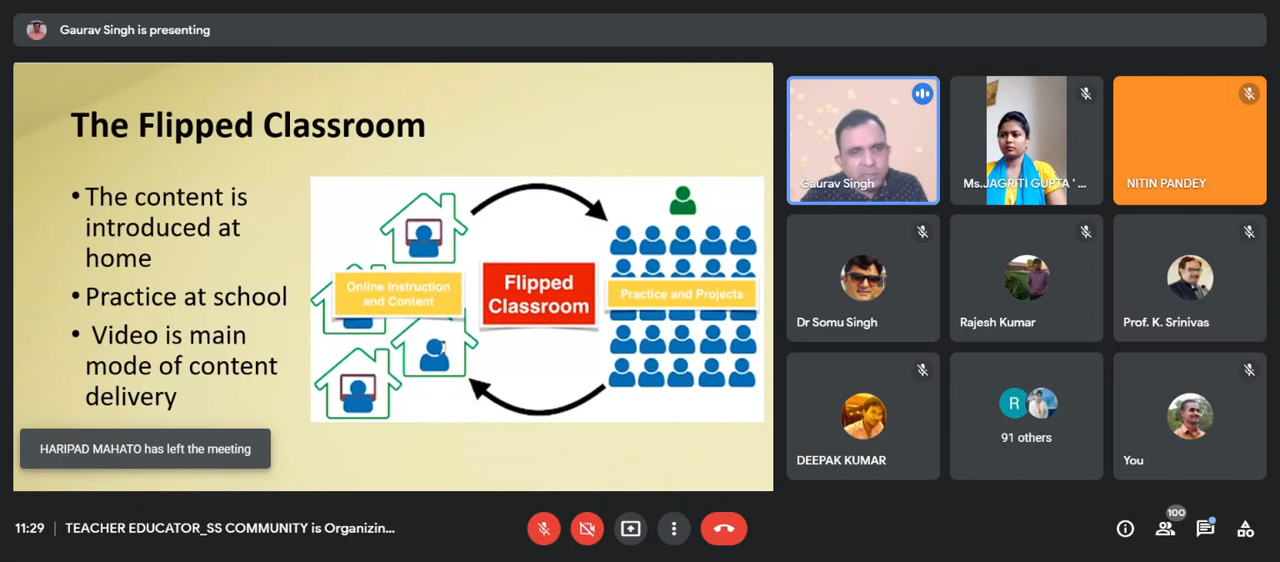 Gaurav Singh is presenting
The Flipped Classroom
• The content is
introduced at
home
• Practice at school
• Video is main
mode of content
delivery
Online Instruction
and Content
Flipped
Classroom
Practice and Projects
HARIPAD MAHATO has left the meeting
Gaurav Singh
Ms.JAGRITI GUPTA ' ...
NITIN PANDEY
Dr Somu Singh
Rajesh Kumar
Prof. K. Srinivas
DEEPAK KUMAR
R
91 others
You
11:29 | TEACHER EDUCATOR_SS COMMUNITY is Organizin...
100